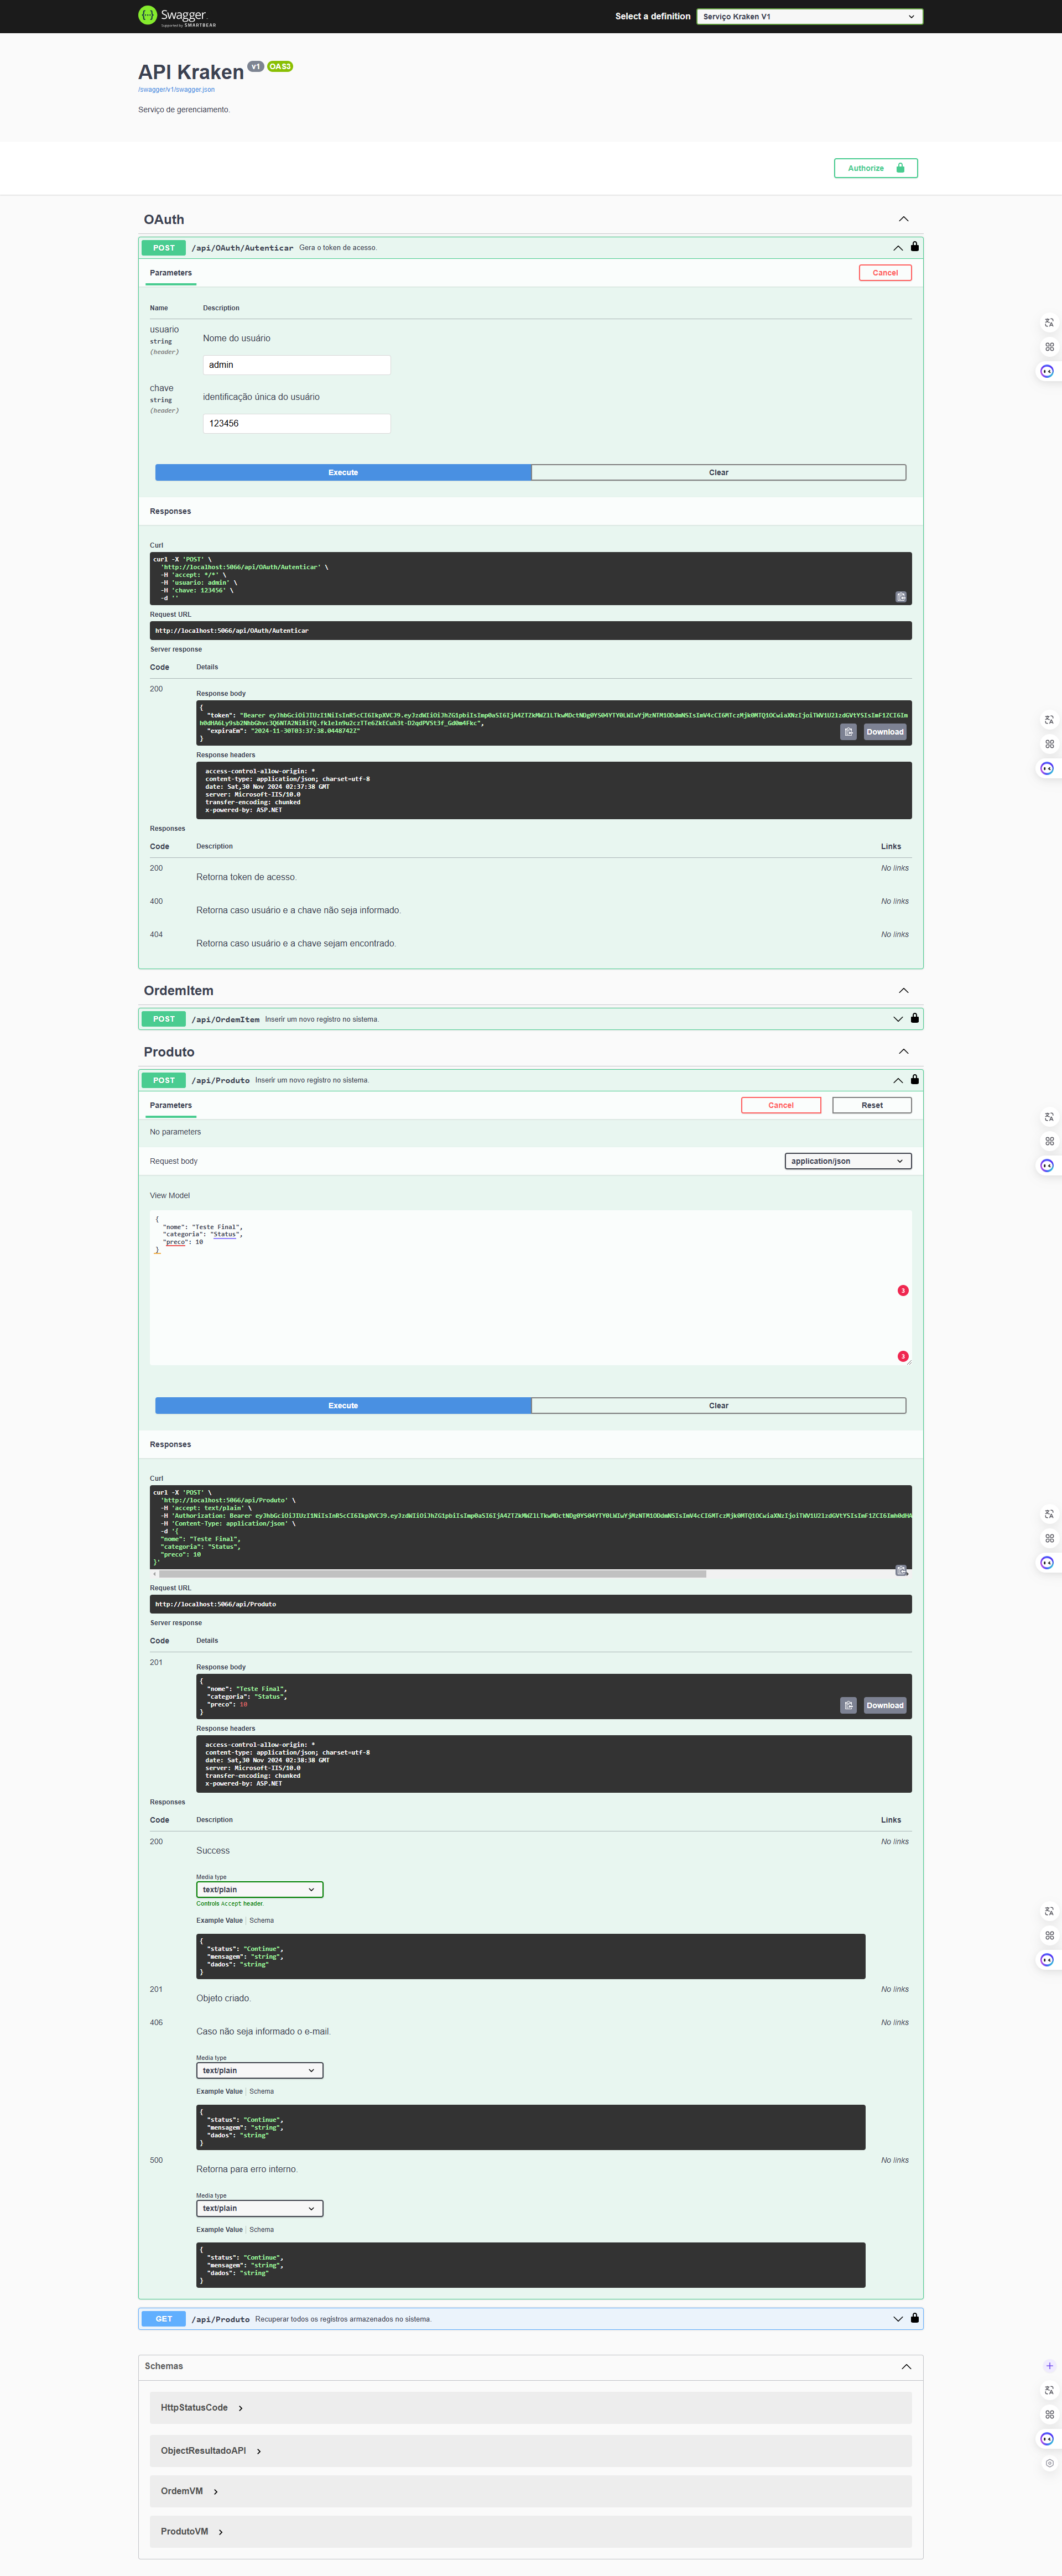 Swagger.
Supported by SMARTBEAR
Select a definition
Serviço Kraken V1
API Kraken v1 OAS3
/swagger/v1/swagger.json
Serviço de gerenciamento.
Authorize
OAuth
POST /api/OAuth/Autenticar Gera o token de acesso.
Parameters
Cancel
Name Description
usuario
string
(header)
Nome do usuário
admin
chave
string
(header)
identificação única do usuário
123456
Execute Clear
Responses
Curl
curl -X 'POST' \
'http://localhost:5066/api/OAuth/Autenticar' \
-H 'accept: */*' \
-H 'usuario: admin' \
-H 'chave: 123456' \
-d ''
Request URL
http://localhost:5066/api/OAuth/Autenticar
Server response
Code Details
200
Response body
{
"token": "Bearer
"expiraEm": "2024-11-30T03:37:38.0448742Z"
}
Download
Response headers
access-control-allow-origin: *
content-type: application/json; charset=utf-8
date: Sat,30 Nov 2024 02:37:38 GMT
server: Microsoft-IIS/10.0
transfer-encoding: chunked
x-powered-by: ASP.NET
Responses
Code Description Links
200 No links
Retorna token de acesso.
400 No links
Retorna caso usuário e a chave não seja informado.
404 No links
Retorna caso usuário e a chave sejam encontrado.
OrdemItem
POST /api/OrdemItem Inserir um novo registro no sistema.
Produto
POST /api/Produto Inserir um novo registro no sistema.
Parameters
Cancel Reset
No parameters
Request body
application/json
View Model
{
"nome": "Teste Final",
"categoria": "Status",
"preco": 10
}
3
3
Execute Clear
Responses
Curl
curl -X 'POST' \
'http://localhost:5066/api/Produto' \
-H 'accept: text/plain' \
-H 'Authorization: Bearer
-H 'Content-Type: application/json' \
-d '{
"nome": "Teste Final",
"categoria": "Status",
"preco": 10
}'
Request URL
http://localhost:5066/api/Produto
Server response
Code Details
201
Response body
{
"nome": "Teste Final",
"categoria": "Status",
"preco": 10
}
Download
Response headers
access-control-allow-origin: *
content-type: application/json; charset=utf-8
date: Sat,30 Nov 2024 02:38:38 GMT
server: Microsoft-IIS/10.0
transfer-encoding: chunked
x-powered-by: ASP.NET
Responses
Code Description Links
200 No links
Success
Media type
text/plain
Controls Accept header.
Example Value Schema
{
"status": "Continue",
"mensagem": "string",
"dados": "string"
}
201 No links
Objeto criado.
406 No links
Caso não seja informado o e-mail.
Media type
text/plain
Example Value Schema
{
"status": "Continue",
"mensagem": "string",
"dados": "string"
}
500 No links
Retorna para erro interno.
Media type
text/plain
Example Value Schema
{
"status": "Continue",
"mensagem": "string",
"dados": "string"
}
GET /api/Produto Recuperar todos os registros armazenados no sistema.
Schemas
HttpStatusCode
ObjectResultadoAPI
OrdemVM
ProdutoVM